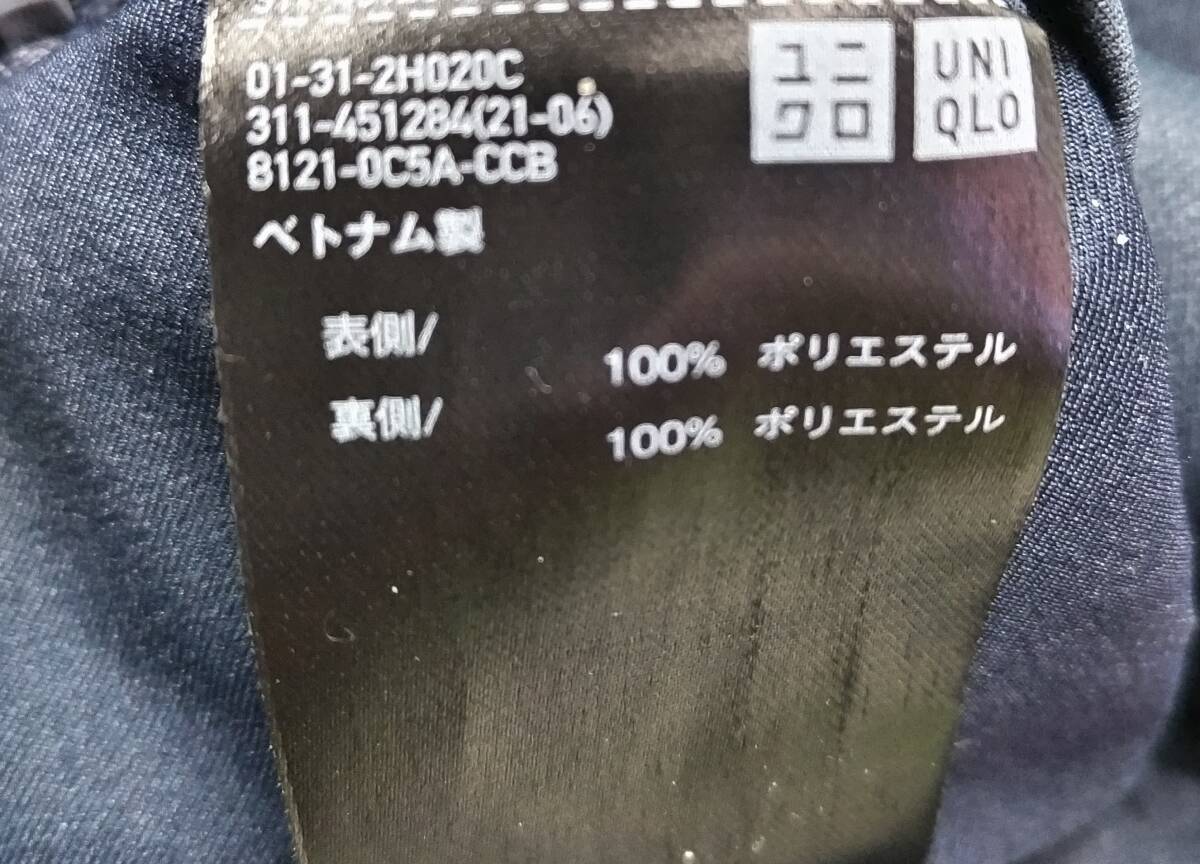 01-31-2H020C
311-451284(21-06)
8121-0C5A-CCB
ユニ
クロ
UNI
QLO
ベトナム製
表側/ 100% ポリエステル
裏側/ 100% ポリエステル